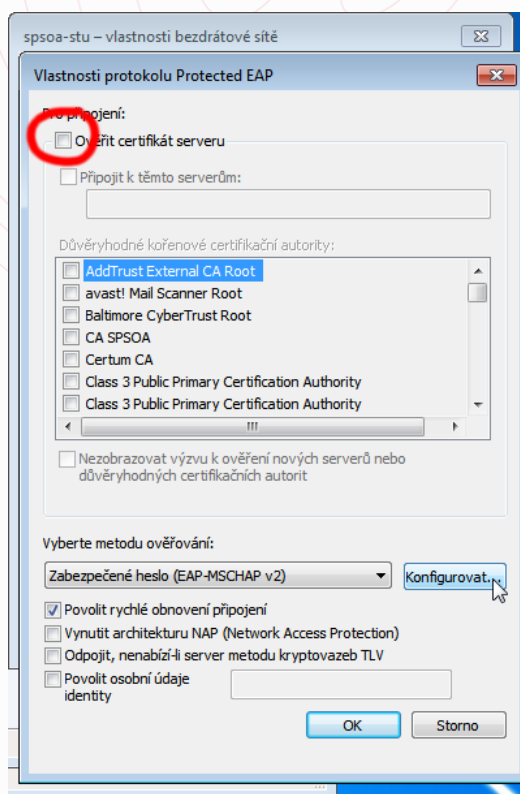 spsoa-stu – vlastnosti bezdrátové sítě
Vlastnosti protokolu Protected EAP
Pro připojení:
Ověřit certifikát serveru
Připojit k těmto serverům:
Důvěryhodné kořenové certifikační autority:
AddTrust External CA Root
avast! Mail Scanner Root
Baltimore CyberTrust Root
CA SPSOA
Certum CA
Class 3 Public Primary Certification Authority
Class 3 Public Primary Certification Authority
Nezobrazovat výzvu k ověření nových serverů nebo
důvěryhodných certifikačních autorit
Vyberte metodu ověřování:
Zabezpečené heslo (EAP-MSCHAP v2) Konfigurovat...
Povolit rychlé obnovení připojení
Vynutit architekturu NAP (Network Access Protection)
Odpojit, nenabízí-li server metodu kryptovazeb TLV
Povolit osobní údaje
identity
OK Storno